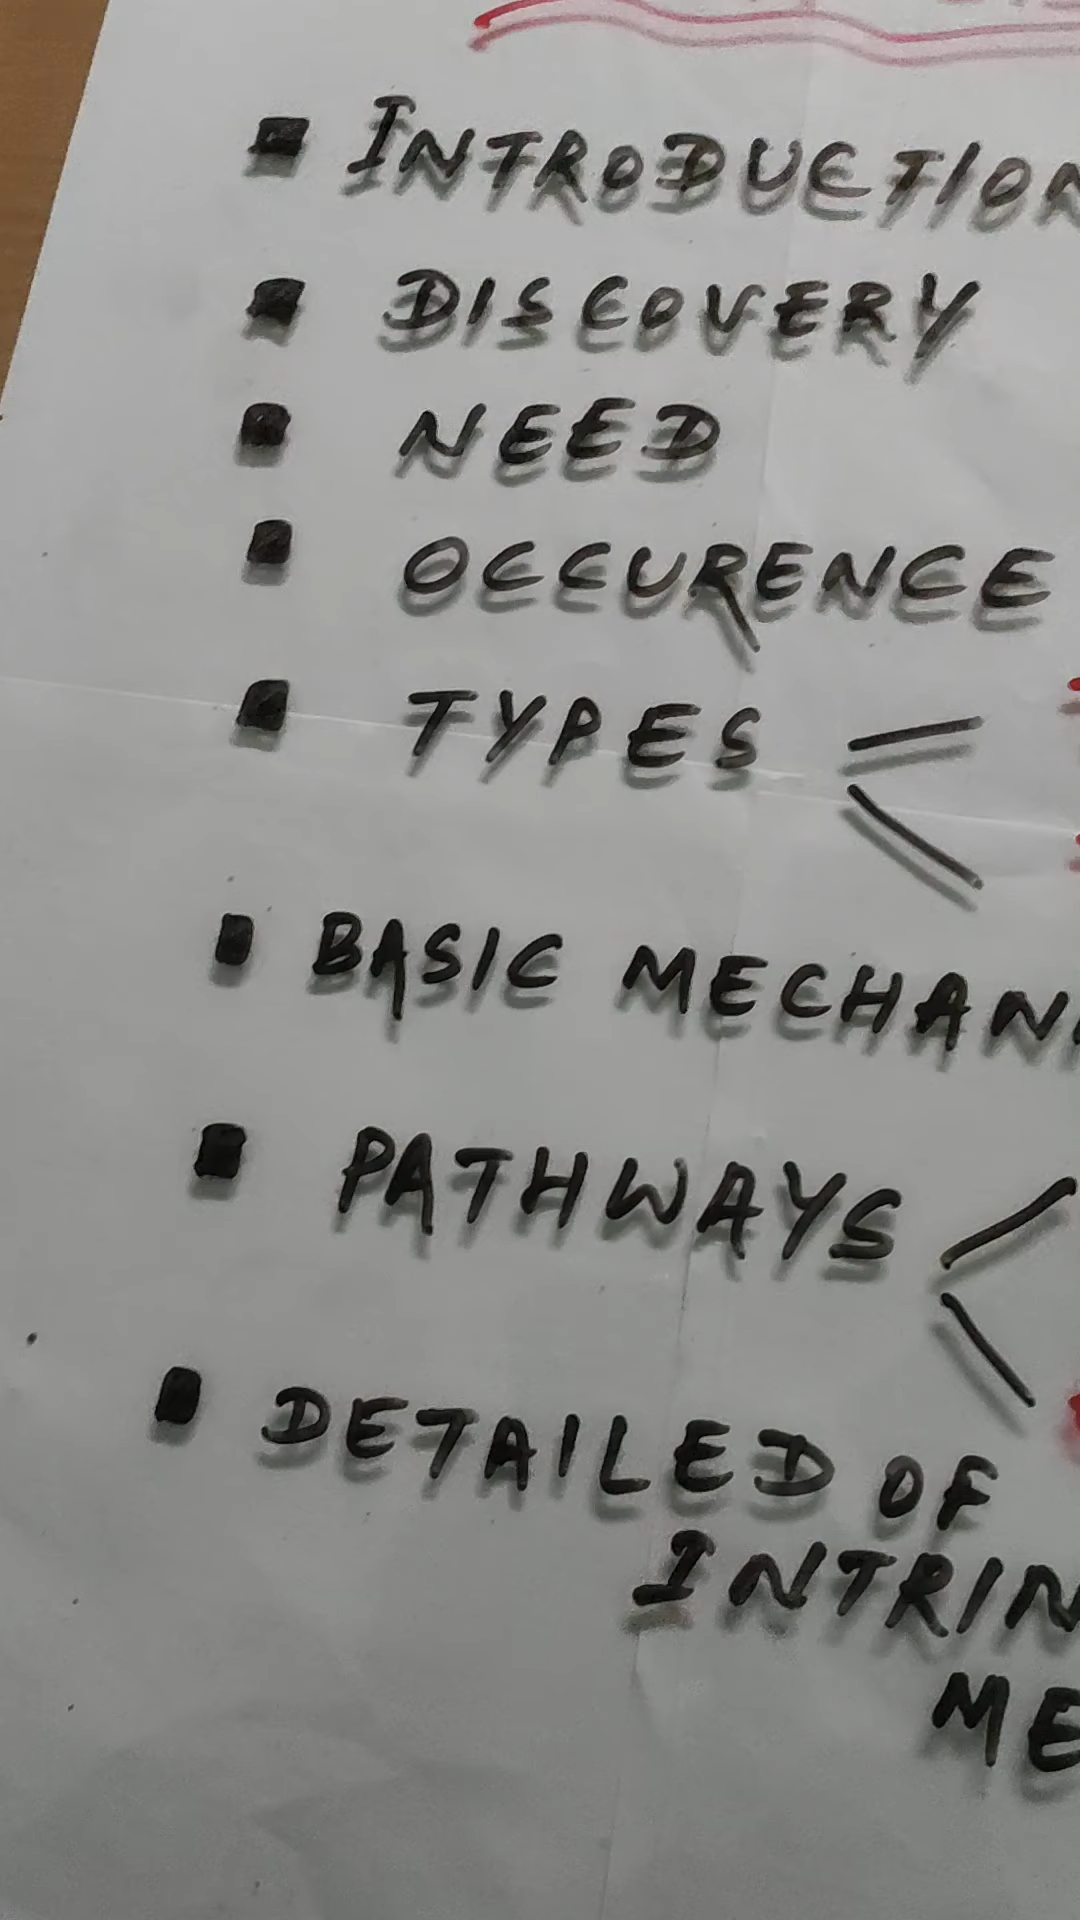 INTRODUCTION
DISCOVERY
NEED
OCCURENCE
TYPES
BASIC MECHAN
PATHWAYS
DETAILED OF
INTRIN
ME